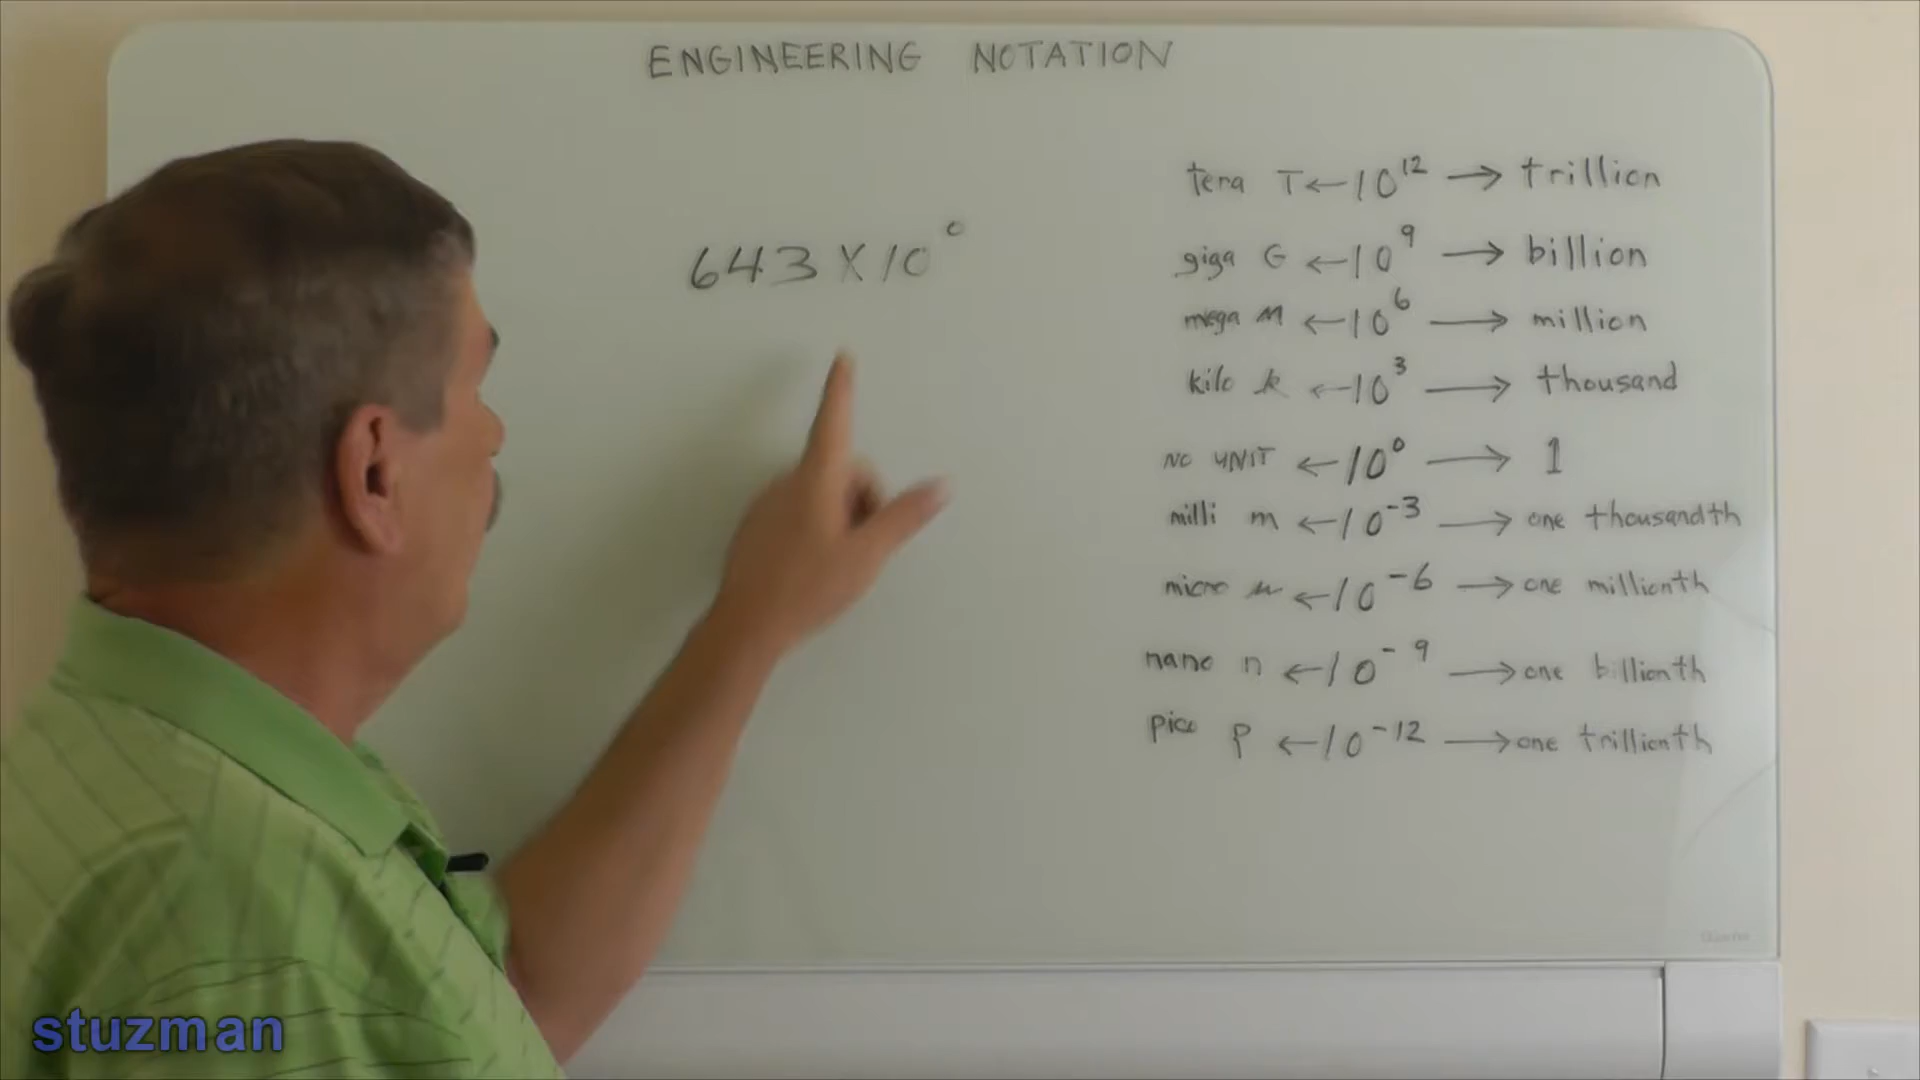 ENGINEERING NOTATION
643 X 10⁰
tera T ← 10¹² → trillion
giga G ← 10⁹ → billion
mega M ← 10⁶ → million
kilo k ← 10³ → thousand
NO UNIT ← 10⁰ → 1
milli m ← 10⁻³ → one thousandth
micro μ ← 10⁻⁶ → one millionth
nano n ← 10⁻⁹ → one billionth
pico p ← 10⁻¹² → one trillionth
stuzman